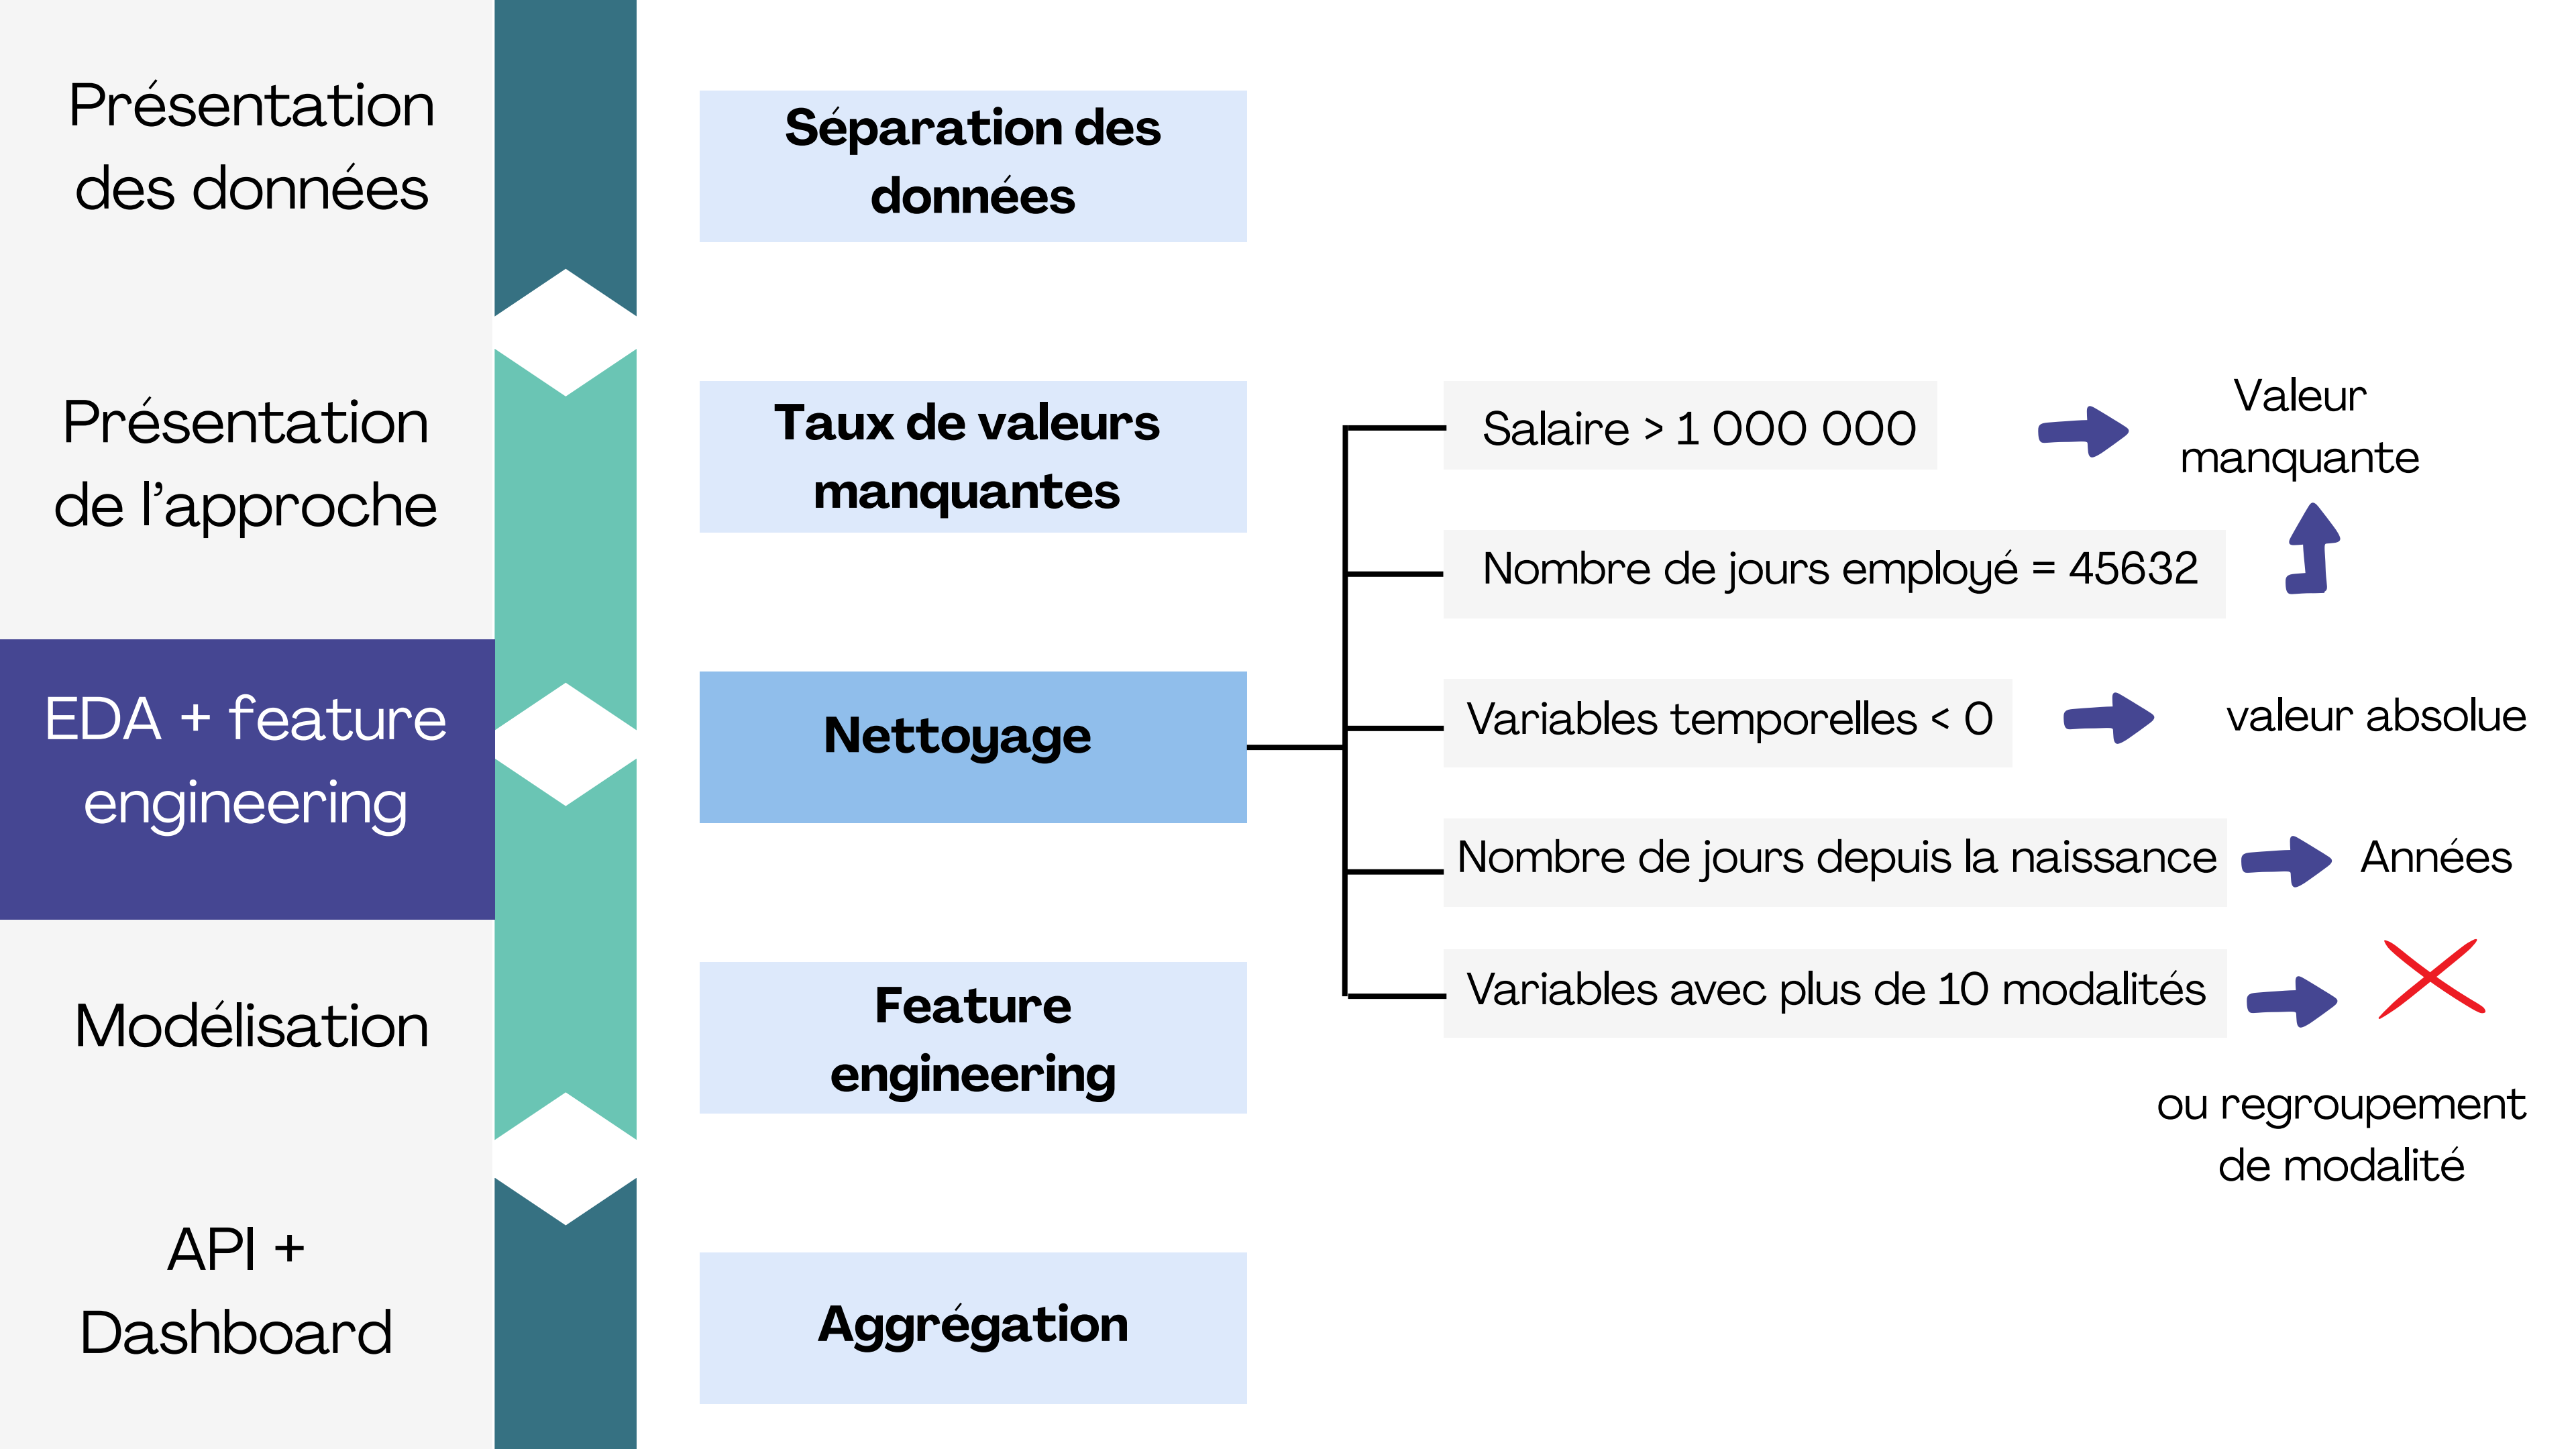 Présentation
des données
Présentation
de l’approche
EDA + feature
engineering
Modélisation
API +
Dashboard
Séparation des
données
Taux de valeurs
manquantes
Nettoyage
Feature
engineering
Aggrégation
Salaire > 1 000 000
Valeur
manquante
Nombre de jours employé = 45632
Variables temporelles < 0
valeur absolue
Nombre de jours depuis la naissance
Années
Variables avec plus de 10 modalités
ou regroupement
de modalité